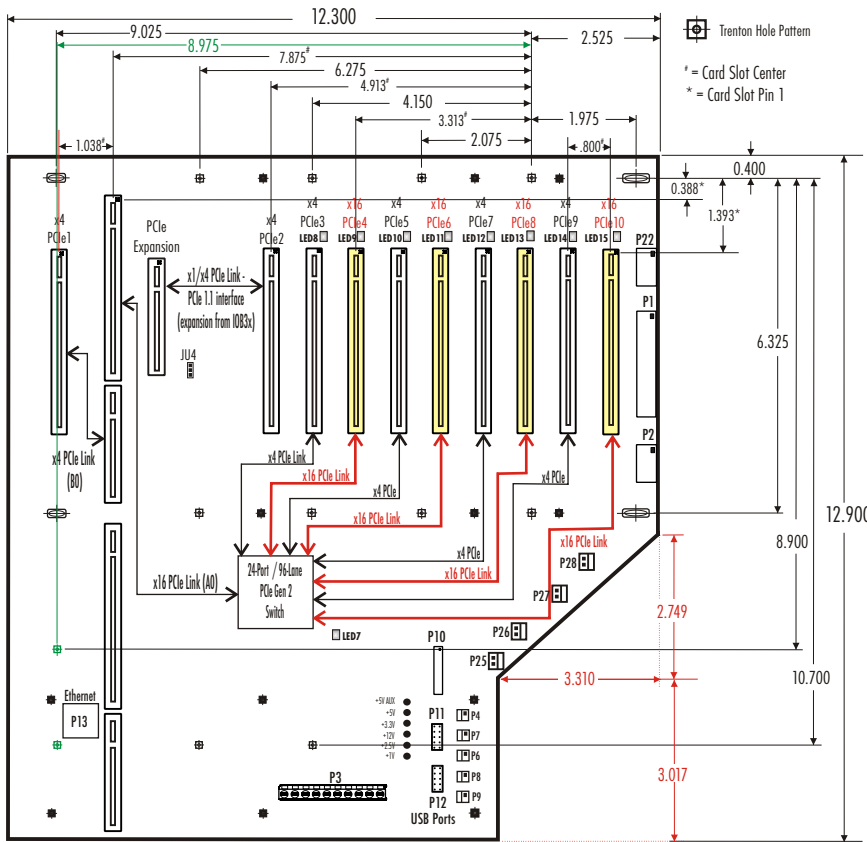 12.300
9.025
2.525
Trenton Hole Pattern
8.975
7.875#
6.275
# = Card Slot Center
* = Card Slot Pin 1
4.913#
4.150
3.313#
1.975
2.075
1.038#
.800#
0.400
0.388*
1.393*
x4
PCIe1
PCIe
Expansion
x4
PCIe2
x4
PCIe3
x16
PCIe4
x4
PCIe5
x16
PCIe6
x4
PCIe7
x16
PCIe8
x4
PCIe9
x16
PCIe10
LED8
LED9
LED10
LED11
LED12
LED13
LED14
LED15
P22
x1/x4 PCIe Link -
PCIe 1.1 interface
(expansion from IOB3x)
P1
JU4
6.325
P2
x4 PCIe Link
(B0)
x4 PCIe Link
x16 PCIe Link
x4 PCIe
x16 PCIe Link
x4 PCIe
x16 PCIe Link
x16 PCIe Link
12.900
8.900
24-Port / 96-Lane
PCIe Gen 2
Switch
x16 PCIe Link (A0)
P28
P27
P26
P25
LED7
P10
2.749
3.310
10.700
Ethernet
P13
+5V AUX
+5V
+3.3V
+12V
+2.5V
+1V
P11
P4
P7
P6
P8
P9
P3
P12
USB Ports
3.017